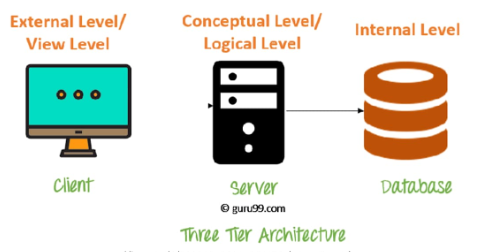 External Level/
View Level
Conceptual Level/
Logical Level
Internal Level
Client
Server
Database
© guru99.com
Three Tier Architecture